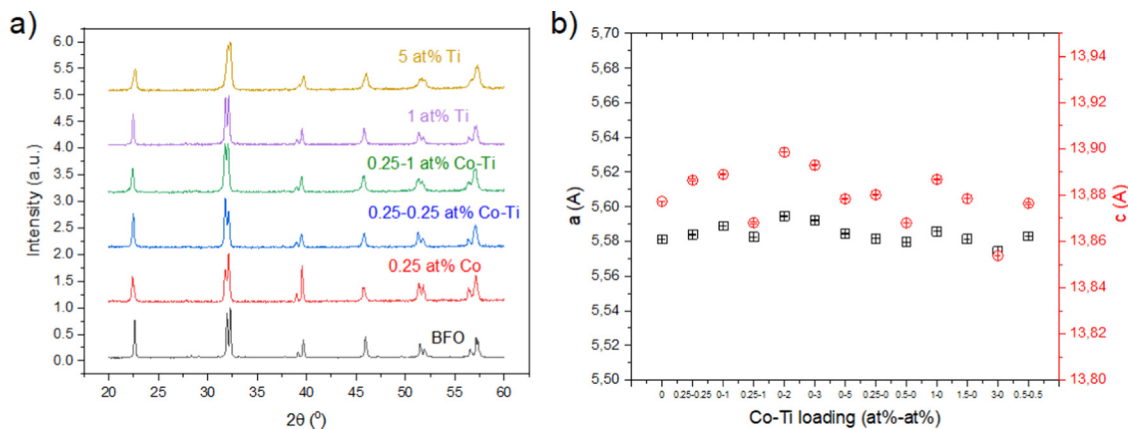 a)
6.0
5.5
5.0
4.5
4.0
3.5
3.0
2.5
2.0
1.5
1.0
0.5
0.0
Intensity (a.u.)
5 at% Ti
1 at% Ti
0.25-1 at% Co-Ti
0.25-0.25 at% Co-Ti
0.25 at% Co
BFO
20 25 30 35 40 45 50 55 60
2θ (º)
b)
5,70
5,68
5,66
5,64
5,62
5,60
5,58
5,56
5,54
5,52
5,50
a (A)
13,94
13,92
13,90
13,88
13,86
13,84
13,82
13,80
c (A)
0 0.25-0.25 0-1 0.25-1 0-2 0-3 0-5 0.25-0 0.5-0 1-0 1.5-0 3-0 0.5-0.5
Co-Ti loading (at%-at%)